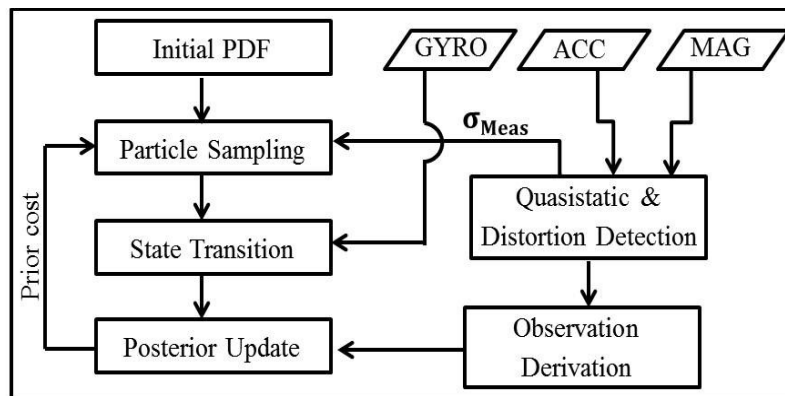 Initial PDF
GYRO
ACC
MAG
σMeas
Particle Sampling
Quasistatic &
Distortion Detection
State Transition
Prior cost
Observation
Derivation
Posterior Update